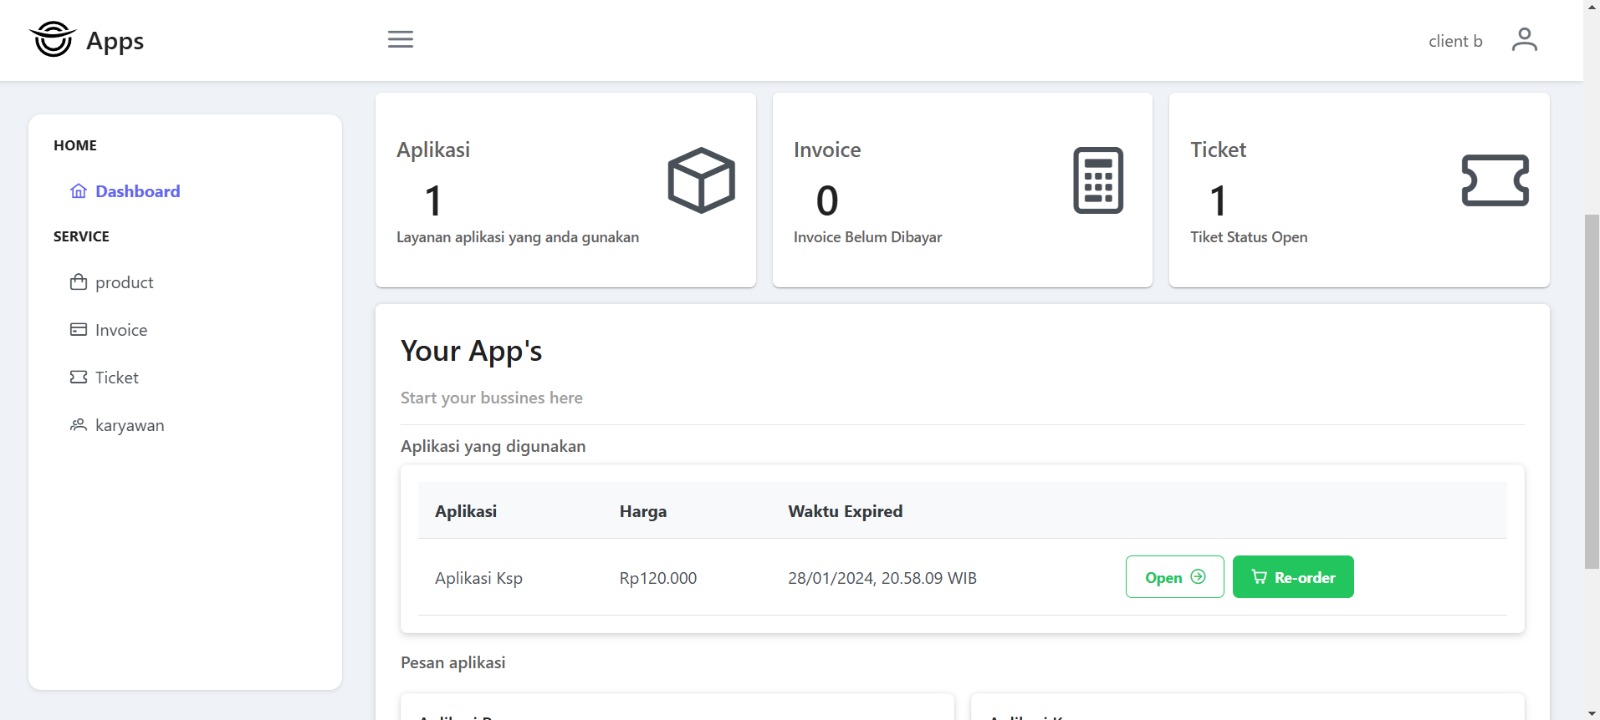 Apps
client b
HOME
Dashboard
SERVICE
product
Invoice
Ticket
karyawan
Aplikasi
1
Layanan aplikasi yang anda gunakan
Invoice
0
Invoice Belum Dibayar
Ticket
1
Tiket Status Open
Your App's
Start your bussines here
Aplikasi yang digunakan
Aplikasi Harga Waktu Expired
Aplikasi Ksp Rp120.000 28/01/2024, 20.58.09 WIB Open Re-order
Pesan aplikasi
Aplikasi
Aplikasi